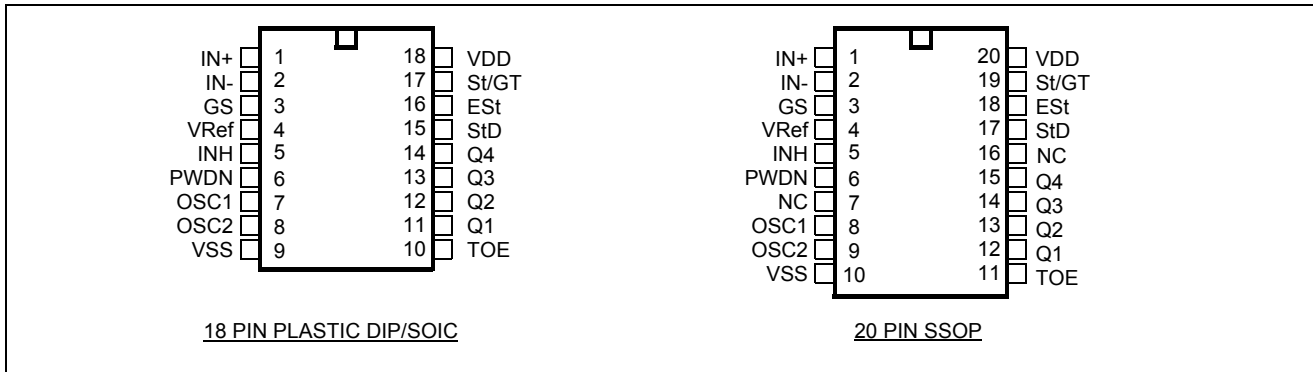 IN+ 1 18 VDD
IN- 2 17 St/GT
GS 3 16 ESt
VRef 4 15 StD
INH 5 14 Q4
PWDN 6 13 Q3
OSC1 7 12 Q2
OSC2 8 11 Q1
VSS 9 10 TOE
18 PIN PLASTIC DIP/SOIC
IN+ 1 20 VDD
IN- 2 19 St/GT
GS 3 18 ESt
VRef 4 17 StD
INH 5 16 NC
PWDN 6 15 Q4
NC 7 14 Q3
OSC1 8 13 Q2
OSC2 9 12 Q1
VSS 10 11 TOE
20 PIN SSOP